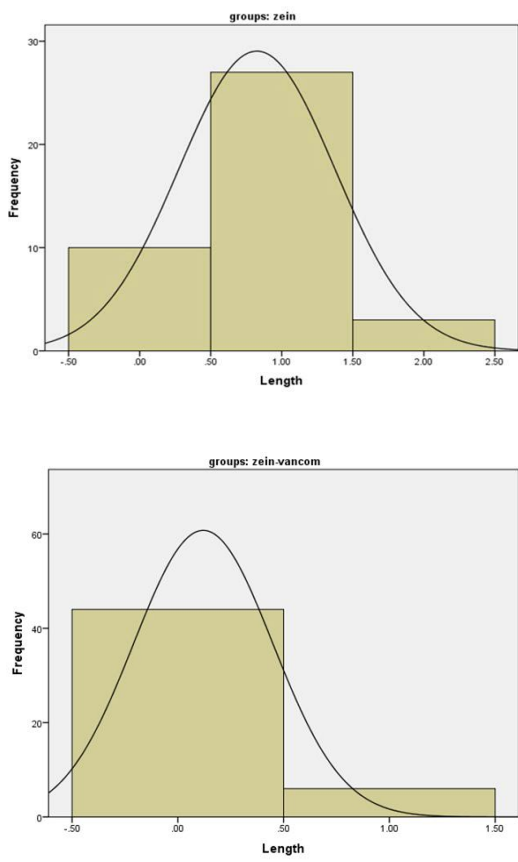 groups: zein
30
20
10
0
Frequency
-.50 .00 .50 1.00 1.50 2.00 2.50
Length
groups: zein-vancom
60
40
20
0
Frequency
-.50 .00 .50 1.00 1.50
Length